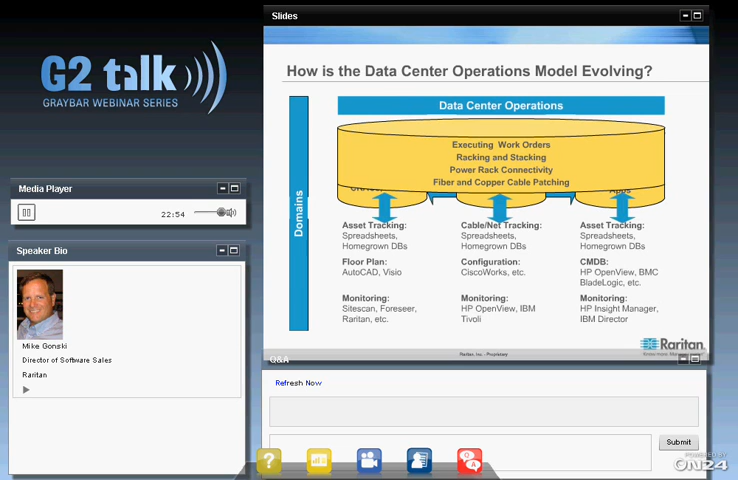 G2 talk
GRAYBAR WEBINAR SERIES
Media Player
22:54
Speaker Bio
Mike Gonski
Director of Software Sales
Raritan
Slides
How is the Data Center Operations Model Evolving?
Data Center Operations
Executing Work Orders
Racking and Stacking
Power Rack Connectivity
Fiber and Copper Cable Patching
Apps
Domains
Asset Tracking:
Spreadsheets,
Homegrown DBs
Floor Plan:
AutoCAD, Visio
Monitoring:
Sitescan, Foreseer,
Raritan, etc.
Cable/Net Tracking:
Spreadsheets,
Homegrown DBs
Configuration:
CiscoWorks, etc.
Monitoring:
HP OpenView, IBM
Tivoli
Asset Tracking:
Spreadsheets,
Homegrown DBs
CMDB:
HP OpenView, BMC
BladeLogic, etc.
Monitoring:
HP Insight Manager,
IBM Director
Raritan
Raritan, Inc. - Proprietary
Q&A
Refresh Now
Submit
?
Q
A
POWERED BY
ON24